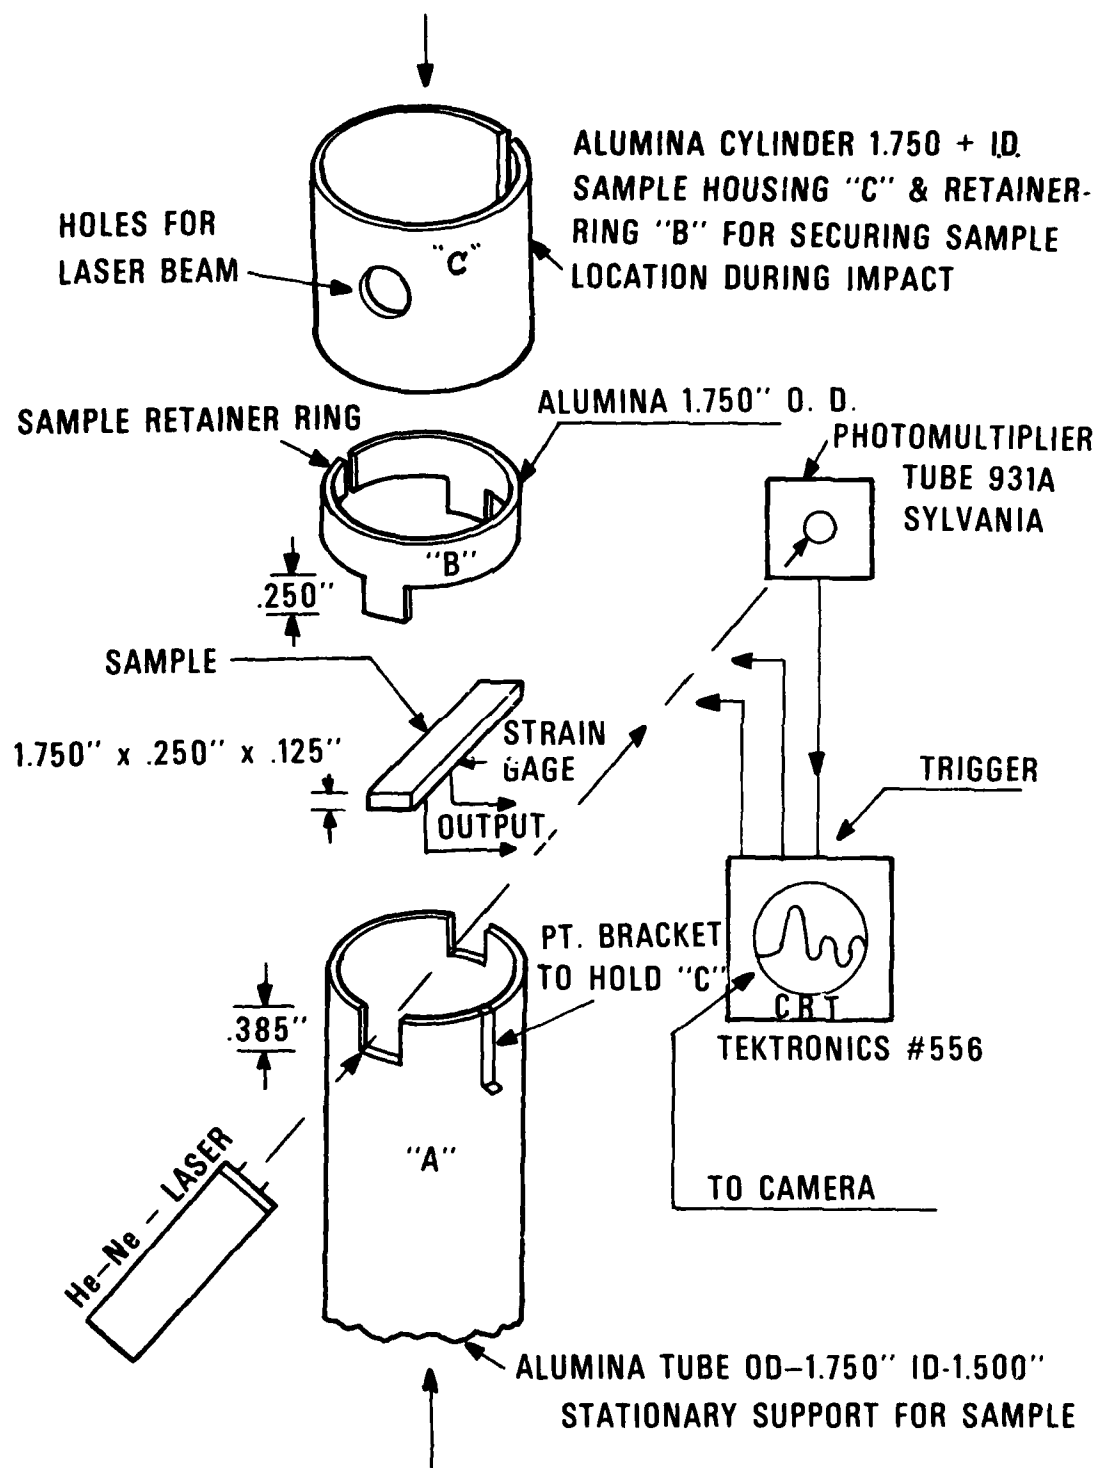 ALUMINA CYLINDER 1.750 + I.D.
SAMPLE HOUSING "C" & RETAINER-
RING "B" FOR SECURING SAMPLE
LOCATION DURING IMPACT
HOLES FOR
LASER BEAM
"C"
SAMPLE RETAINER RING
ALUMINA 1.750" O. D.
PHOTOMULTIPLIER
TUBE 931A
SYLVANIA
"B"
.250"
SAMPLE
1.750" x .250" x .125"
STRAIN
GAGE
OUTPUT
TRIGGER
PT. BRACKET
TO HOLD "C"
CRT
TEKTRONICS #556
.385"
"A"
He-Ne - LASER
TO CAMERA
ALUMINA TUBE OD-1.750" ID-1.500"
STATIONARY SUPPORT FOR SAMPLE